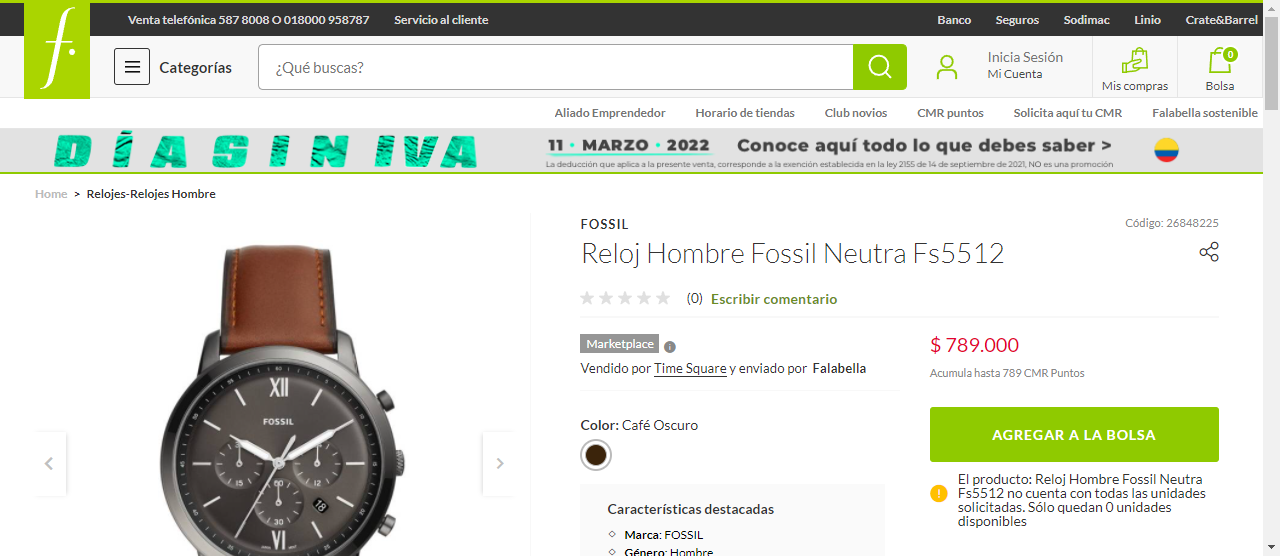 Venta telefónica 587 8008 O 018000 958787 Servicio al cliente Banco Seguros Sodimac Linio Crate&Barrel
f.
Categorías ¿Qué buscas? Inicia Sesión
Mi Cuenta
Mis compras
0
Bolsa
Aliado Emprendedor Horario de tiendas Club novios CMR puntos Solicita aquí tu CMR Falabella sostenible
DÍA SIN IVA
11 • MARZO • 2022 Conoce aquí todo lo que debes saber >
La deducción que aplica a la presente venta, corresponde a la exención establecida en la ley 2155 de 14 de septiembre de 2021, NO es una promoción
Home > Relojes-Relojes Hombre
FOSSIL Código: 26848225
Reloj Hombre Fossil Neutra Fs5512
(0) Escribir comentario
Marketplace
Vendido por Time Square y enviado por Falabella
$ 789.000
Acumula hasta 789 CMR Puntos
Color: Café Oscuro
AGREGAR A LA BOLSA
El producto: Reloj Hombre Fossil Neutra
Fs5512 no cuenta con todas las unidades
solicitadas. Sólo quedan 0 unidades
disponibles
Características destacadas
Marca: FOSSIL
Género: Hombre
XII
FOSSIL
15
15
60
30
18
VI